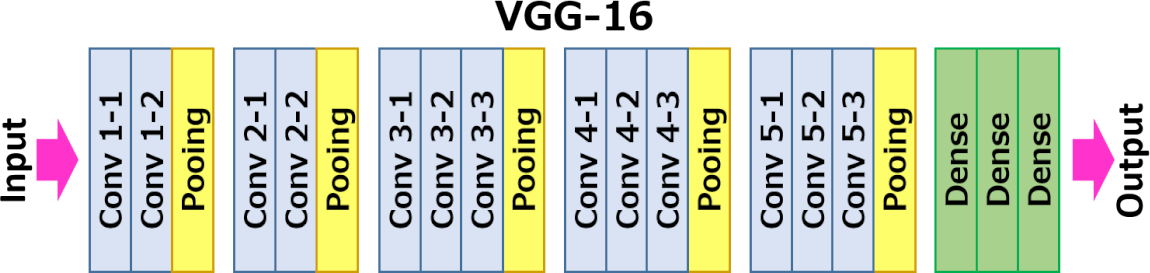 VGG-16
Input
Conv 1-1
Conv 1-2
Pooing
Conv 2-1
Conv 2-2
Pooing
Conv 3-1
Conv 3-2
Conv 3-3
Pooing
Conv 4-1
Conv 4-2
Conv 4-3
Pooing
Conv 5-1
Conv 5-2
Conv 5-3
Pooing
Dense
Dense
Dense
Output